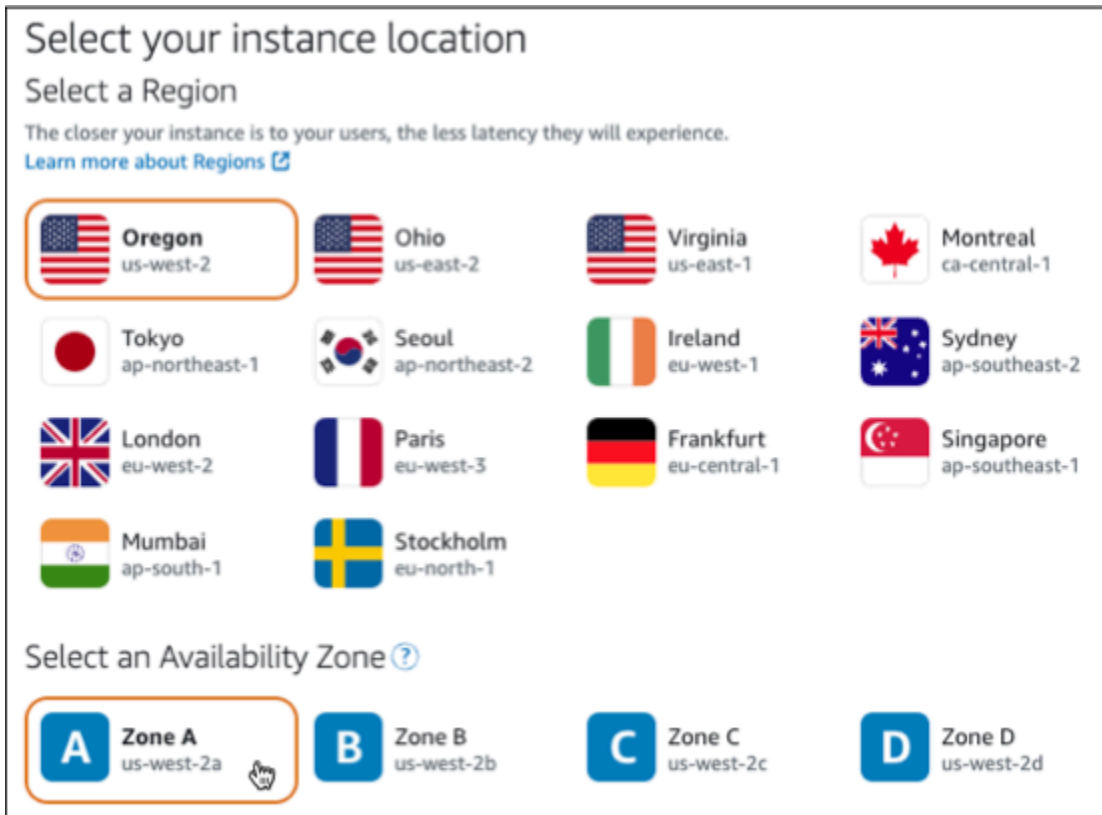 Select your instance location
Select a Region
The closer your instance is to your users, the less latency they will experience.
Learn more about Regions
Oregon
us-west-2
Ohio
us-east-2
Virginia
us-east-1
Montreal
ca-central-1
Tokyo
ap-northeast-1
Seoul
ap-northeast-2
Ireland
eu-west-1
Sydney
ap-southeast-2
London
eu-west-2
Paris
eu-west-3
Frankfurt
eu-central-1
Singapore
ap-southeast-1
Mumbai
ap-south-1
Stockholm
eu-north-1
Select an Availability Zone ?
A
Zone A
us-west-2a
B
Zone B
us-west-2b
C
Zone C
us-west-2c
D
Zone D
us-west-2d